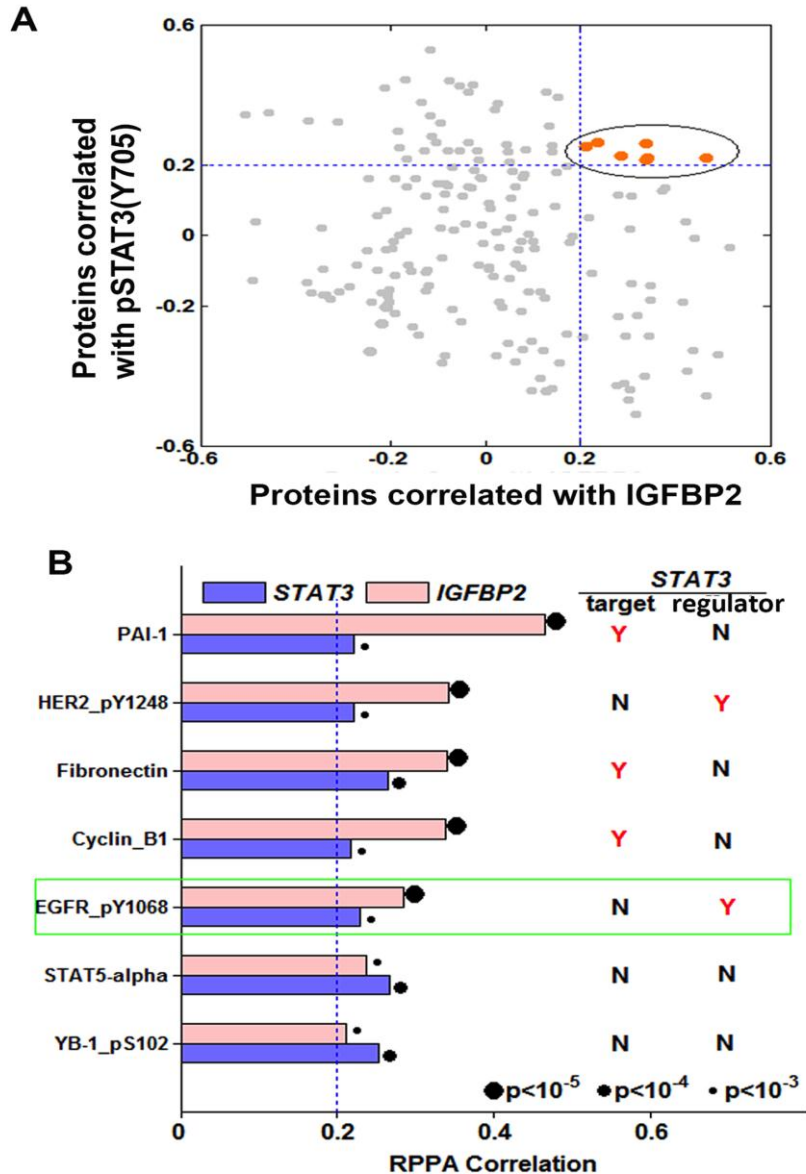 A
Proteins correlated
with pSTAT3(Y705)
0.6
0.2
0
-0.2
-0.6
-0.6 -0.2 0 0.2 0.6
Proteins correlated with IGFBP2
B
STAT3 IGFBP2
STAT3
target regulator
PAI-1 Y N
HER2_pY1248 N Y
Fibronectin Y N
Cyclin_B1 Y N
EGFR_pY1068 N Y
STAT5-alpha N N
YB-1_pS102 N N
p<10-5 p<10-4 p<10-3
0 0.2 0.4 0.6
RPPA Correlation